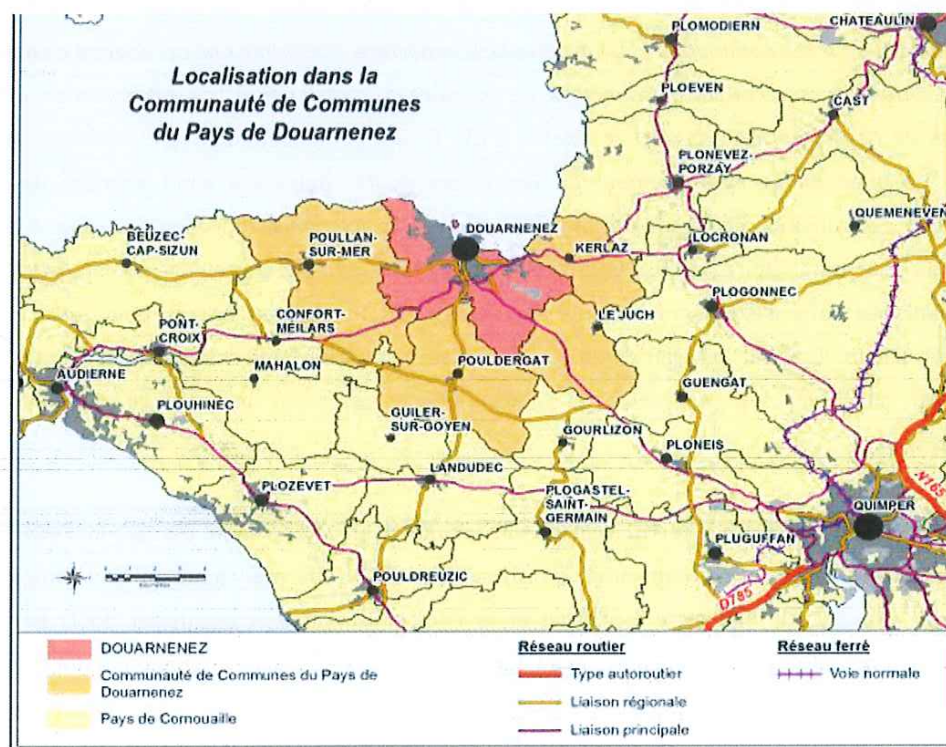 Localisation dans la
Communauté de Communes
du Pays de Douarnenez
PLOMODIERN
CHATEAULIN
PLOEVEN
CAST
PLONEVEZ-
PORZAY
QUEMENEVEN
DOUARNENEZ
BEUZEC-
CAP-SIZUN
POULLAN-
SUR-MER
KERLAZ
LOCRONAN
PLOGONNEC
PONT-
CROIX
CONFORT-
MEILARS
LE JUCH
MAHALON
POULDERGAT
AUDIERNE
GUENGAT
PLOUHINEC
GUILER-
SUR-GOYEN
GOURLIZON
PLONEIS
LANDUDEC
PLOZEVET
PLOGASTEL-
SAINT-
GERMAIN
N165
QUIMPER
PLUGUFFAN
POULDREUZIC
D785
DOUARNENEZ
Communauté de Communes du Pays de
Douarnenez
Pays de Cornouaille
Réseau routier
Type autoroutier
Liaison régionale
Liaison principale
Réseau ferré
Voie normale